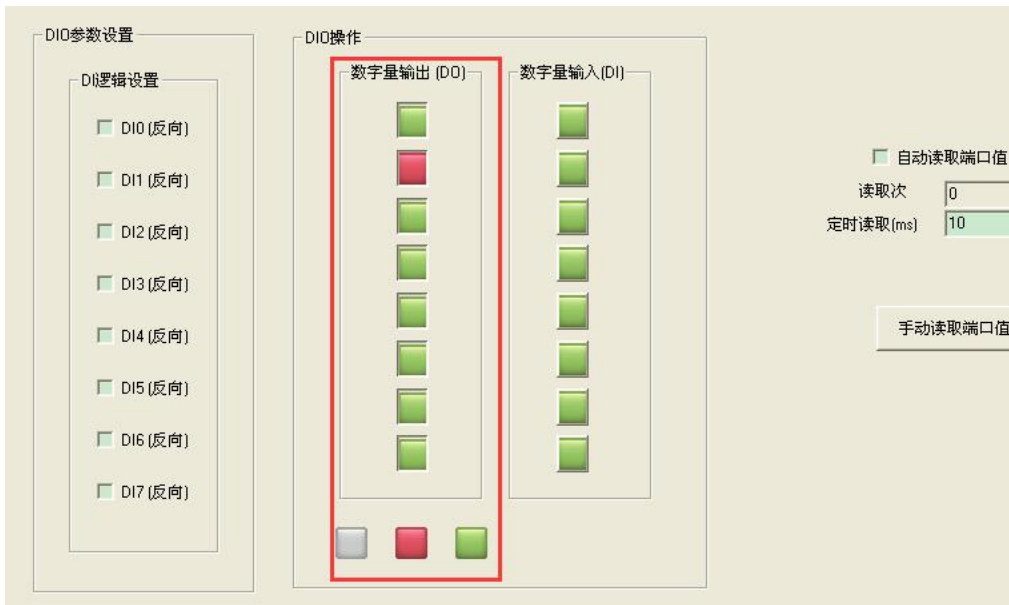 DIO参数设置
DIO操作
DI逻辑设置
数字量输出 (DO)
数字量输入(DI)
DI0 (反向)
DI1 (反向)
DI2 (反向)
DI3 (反向)
DI4 (反向)
DI5 (反向)
DI6 (反向)
DI7 (反向)
自动读取端口值
读取次 0
定时读取(ms) 10
手动读取端口值